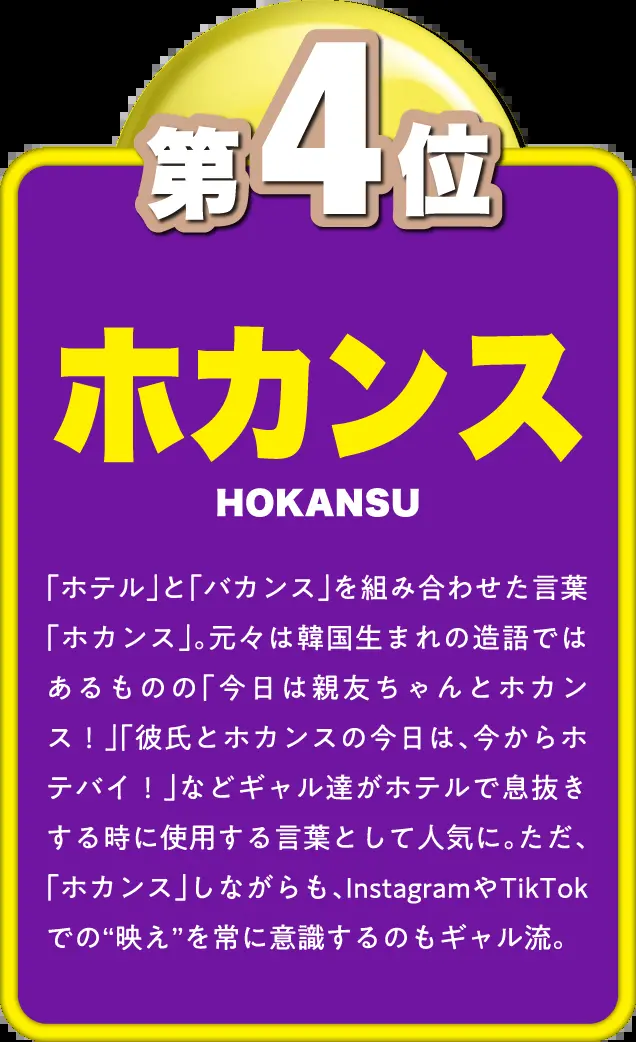 第4位
ホカンス
HOKANSU
「ホテル」と「バカンス」を組み合わせた言葉
「ホカンス」。元々は韓国生まれの造語では
あるものの「今日は親友ちゃんとホカン
ス！」「彼氏とホカンスの今日は、今からホ
テバイ！」などギャル達がホテルで息抜き
する時に使用する言葉として人気に。ただ、
「ホカンス」しながらも、InstagramやTikTok
での“映え”を常に意識するのもギャル流。